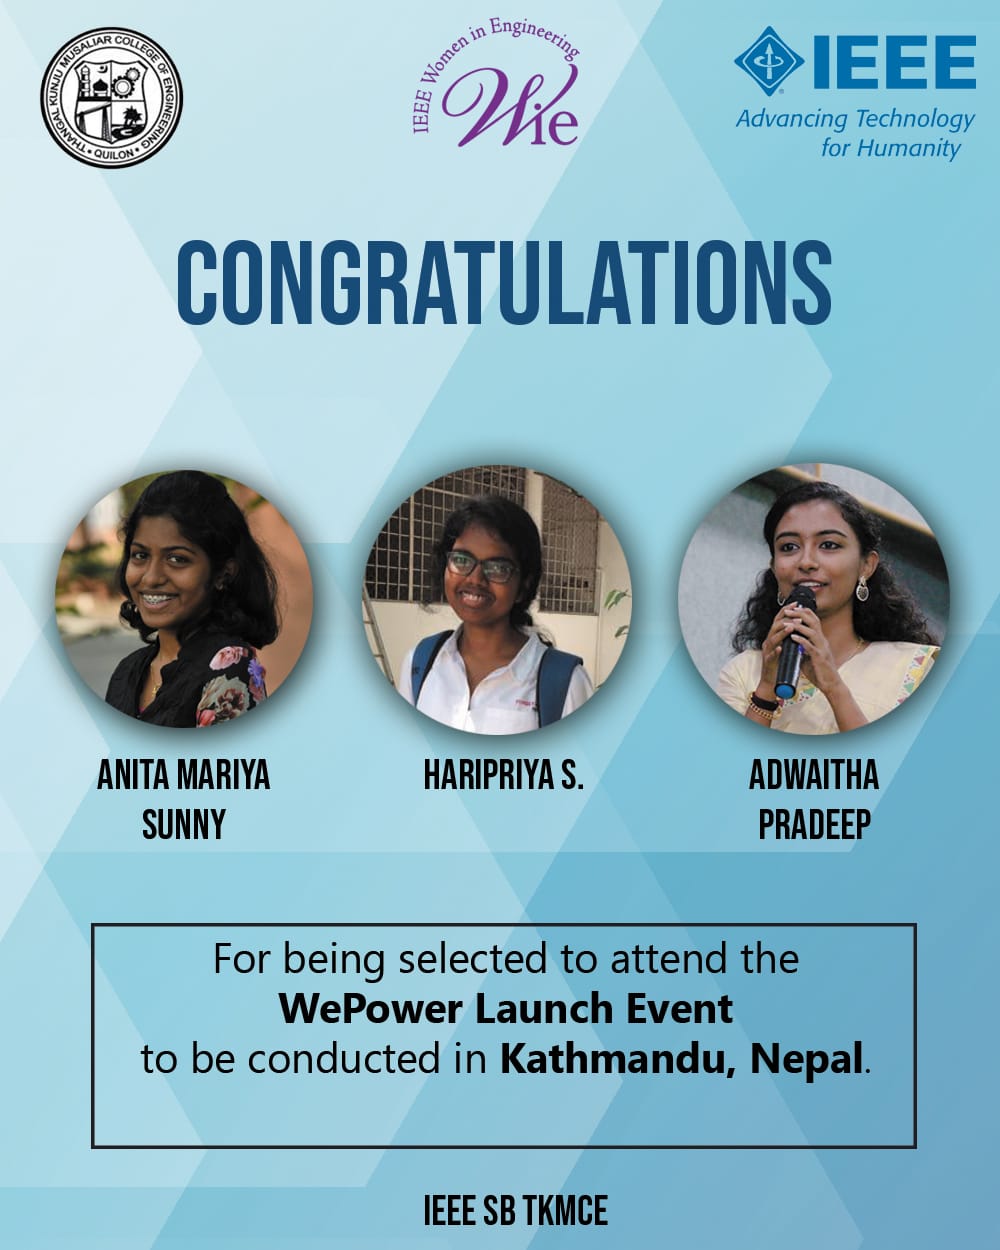 THANGAL KUNJU MUSALIAR COLLEGE OF ENGINEERING
• QUILON •
IEEE Women in Engineering
Wie
IEEE
Advancing Technology
for Humanity
CONGRATULATIONS
ANITA MARIYA
SUNNY
HARIPRIYA S.
ADWAITHA
PRADEEP
For being selected to attend the
WePower Launch Event
to be conducted in Kathmandu, Nepal.
IEEE SB TKMCE